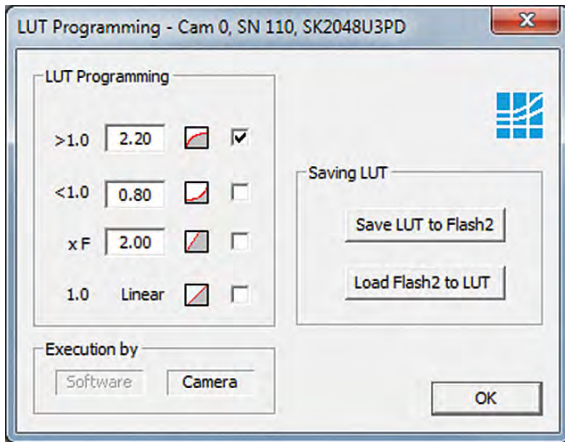 LUT Programming - Cam 0, SN 110, SK2048U3PD
LUT Programming
>1.0 2.20
<1.0 0.80
x F 2.00
1.0 Linear
Saving LUT
Save LUT to Flash2
Load Flash2 to LUT
Execution by
Software Camera
OK